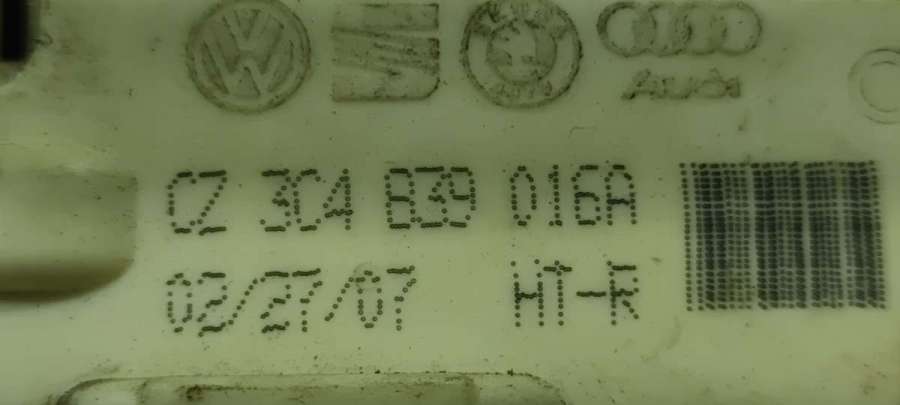 Audi
CZ 3C4 839 016A
02/27/07 HT-R